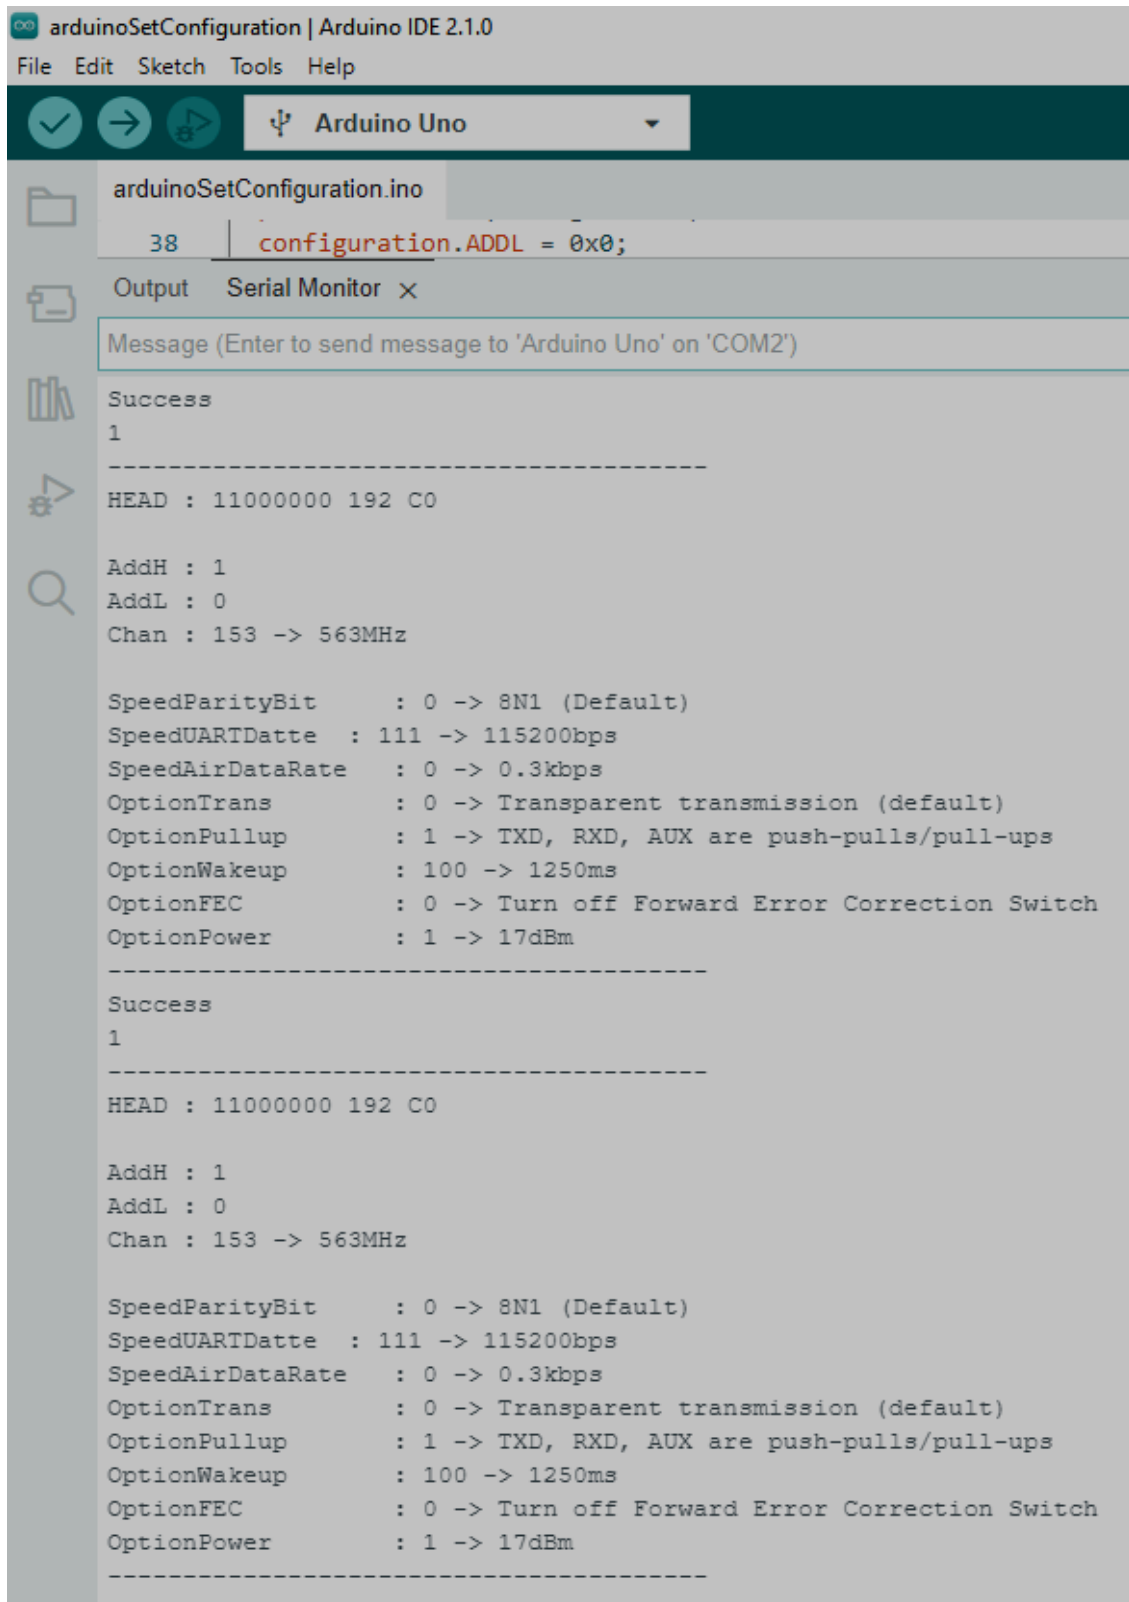 arduinoSetConfiguration | Arduino IDE 2.1.0
File Edit Sketch Tools Help
Arduino Uno
arduinoSetConfiguration.ino
38 configuration.ADDL = 0x0;
Output Serial Monitor ×
Message (Enter to send message to 'Arduino Uno' on 'COM2')
Success
1
----------------------------------------
HEAD : 11000000 192 C0
AddH : 1
AddL : 0
Chan : 153 -> 563MHz
SpeedParityBit : 0 -> 8N1 (Default)
SpeedUARTDatte : 111 -> 115200bps
SpeedAirDataRate : 0 -> 0.3kbps
OptionTrans : 0 -> Transparent transmission (default)
OptionPullup : 1 -> TXD, RXD, AUX are push-pulls/pull-ups
OptionWakeup : 100 -> 1250ms
OptionFEC : 0 -> Turn off Forward Error Correction Switch
OptionPower : 1 -> 17dBm
----------------------------------------
Success
1
----------------------------------------
HEAD : 11000000 192 C0
AddH : 1
AddL : 0
Chan : 153 -> 563MHz
SpeedParityBit : 0 -> 8N1 (Default)
SpeedUARTDatte : 111 -> 115200bps
SpeedAirDataRate : 0 -> 0.3kbps
OptionTrans : 0 -> Transparent transmission (default)
OptionPullup : 1 -> TXD, RXD, AUX are push-pulls/pull-ups
OptionWakeup : 100 -> 1250ms
OptionFEC : 0 -> Turn off Forward Error Correction Switch
OptionPower : 1 -> 17dBm
----------------------------------------